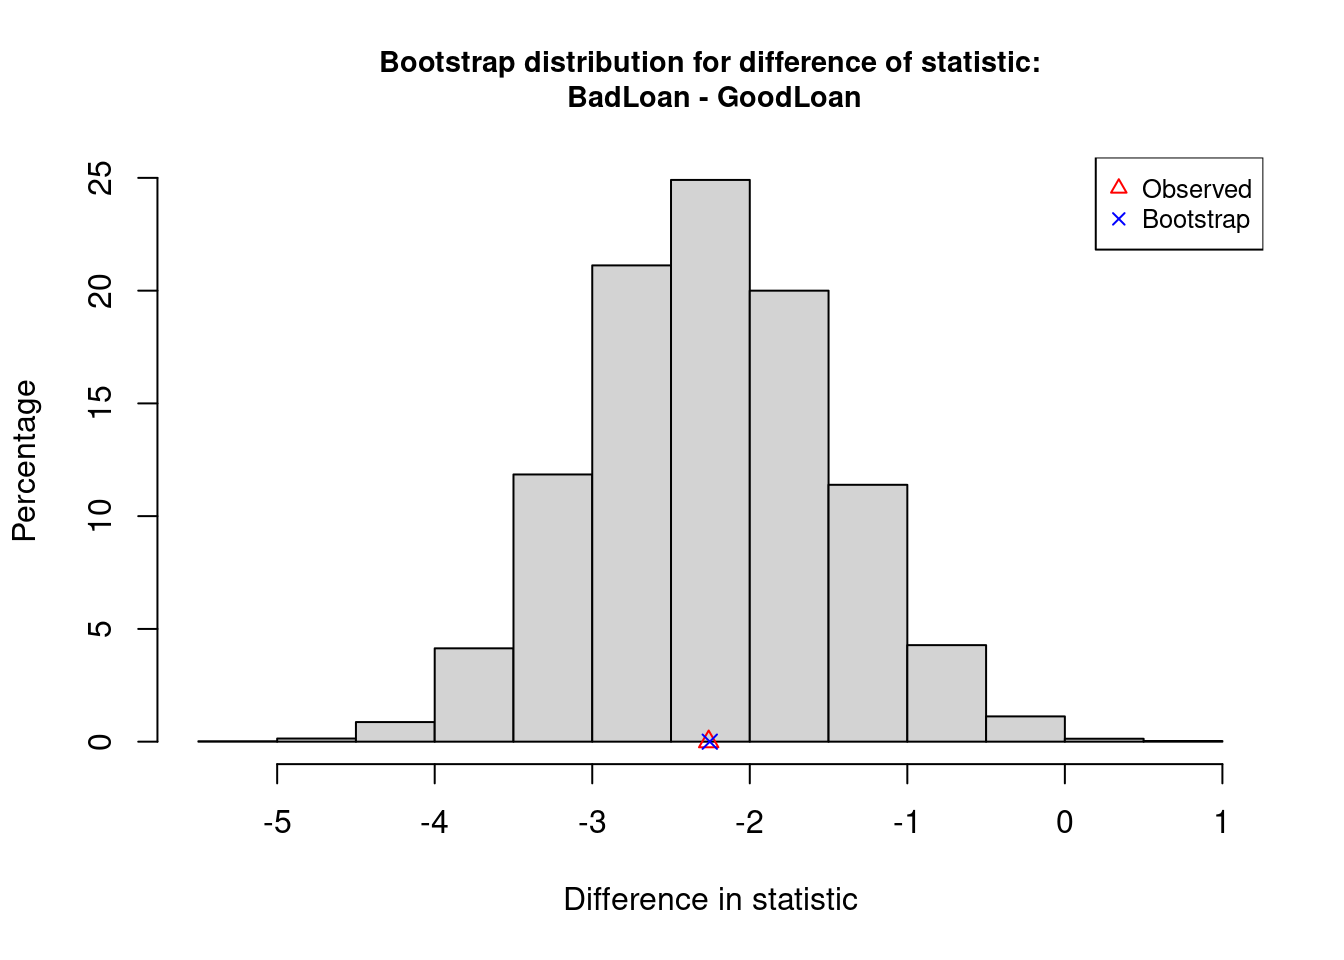 Bootstrap distribution for difference of statistic:
BadLoan - GoodLoan
Observed
Bootstrap
Percentage
25
20
15
10
5
0
-5 -4 -3 -2 -1 0 1
Difference in statistic